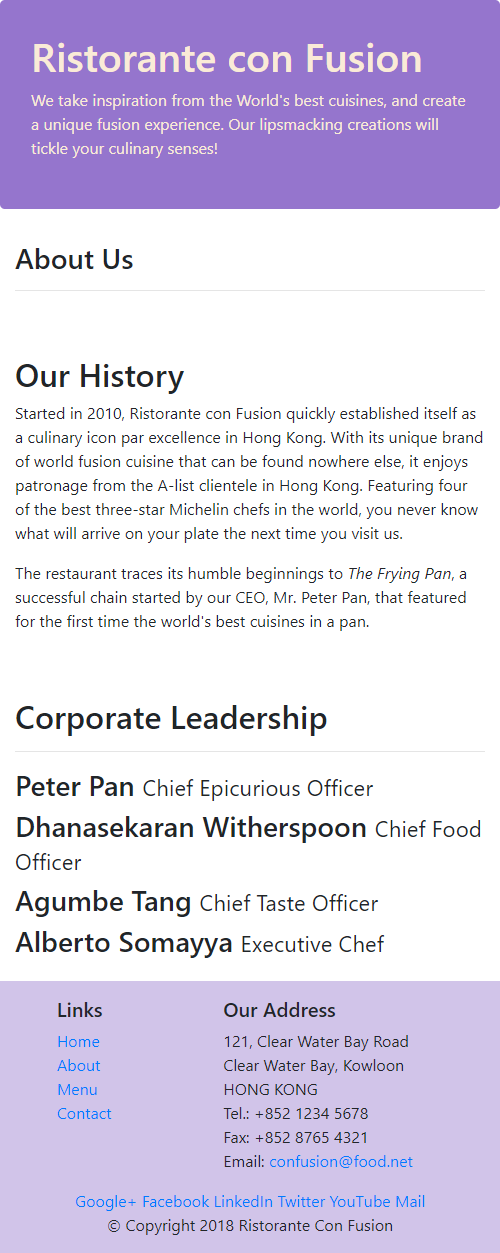 Ristorante con Fusion
We take inspiration from the World's best cuisines, and create
a unique fusion experience. Our lipsmacking creations will
tickle your culinary senses!
About Us
Our History
Started in 2010, Ristorante con Fusion quickly established itself as
a culinary icon par excellence in Hong Kong. With its unique brand
of world fusion cuisine that can be found nowhere else, it enjoys
patronage from the A-list clientele in Hong Kong. Featuring four
of the best three-star Michelin chefs in the world, you never know
what will arrive on your plate the next time you visit us.
The restaurant traces its humble beginnings to The Frying Pan, a
successful chain started by our CEO, Mr. Peter Pan, that featured
for the first time the world's best cuisines in a pan.
Corporate Leadership
Peter Pan Chief Epicurious Officer
Dhanasekaran Witherspoon Chief Food
Officer
Agumbe Tang Chief Taste Officer
Alberto Somayya Executive Chef
Links
Home
About
Menu
Contact
Our Address
121, Clear Water Bay Road
Clear Water Bay, Kowloon
HONG KONG
Tel.: +852 1234 5678
Fax: +852 8765 4321
Email: confusion@food.net
Google+ Facebook LinkedIn Twitter YouTube Mail
© Copyright 2018 Ristorante Con Fusion